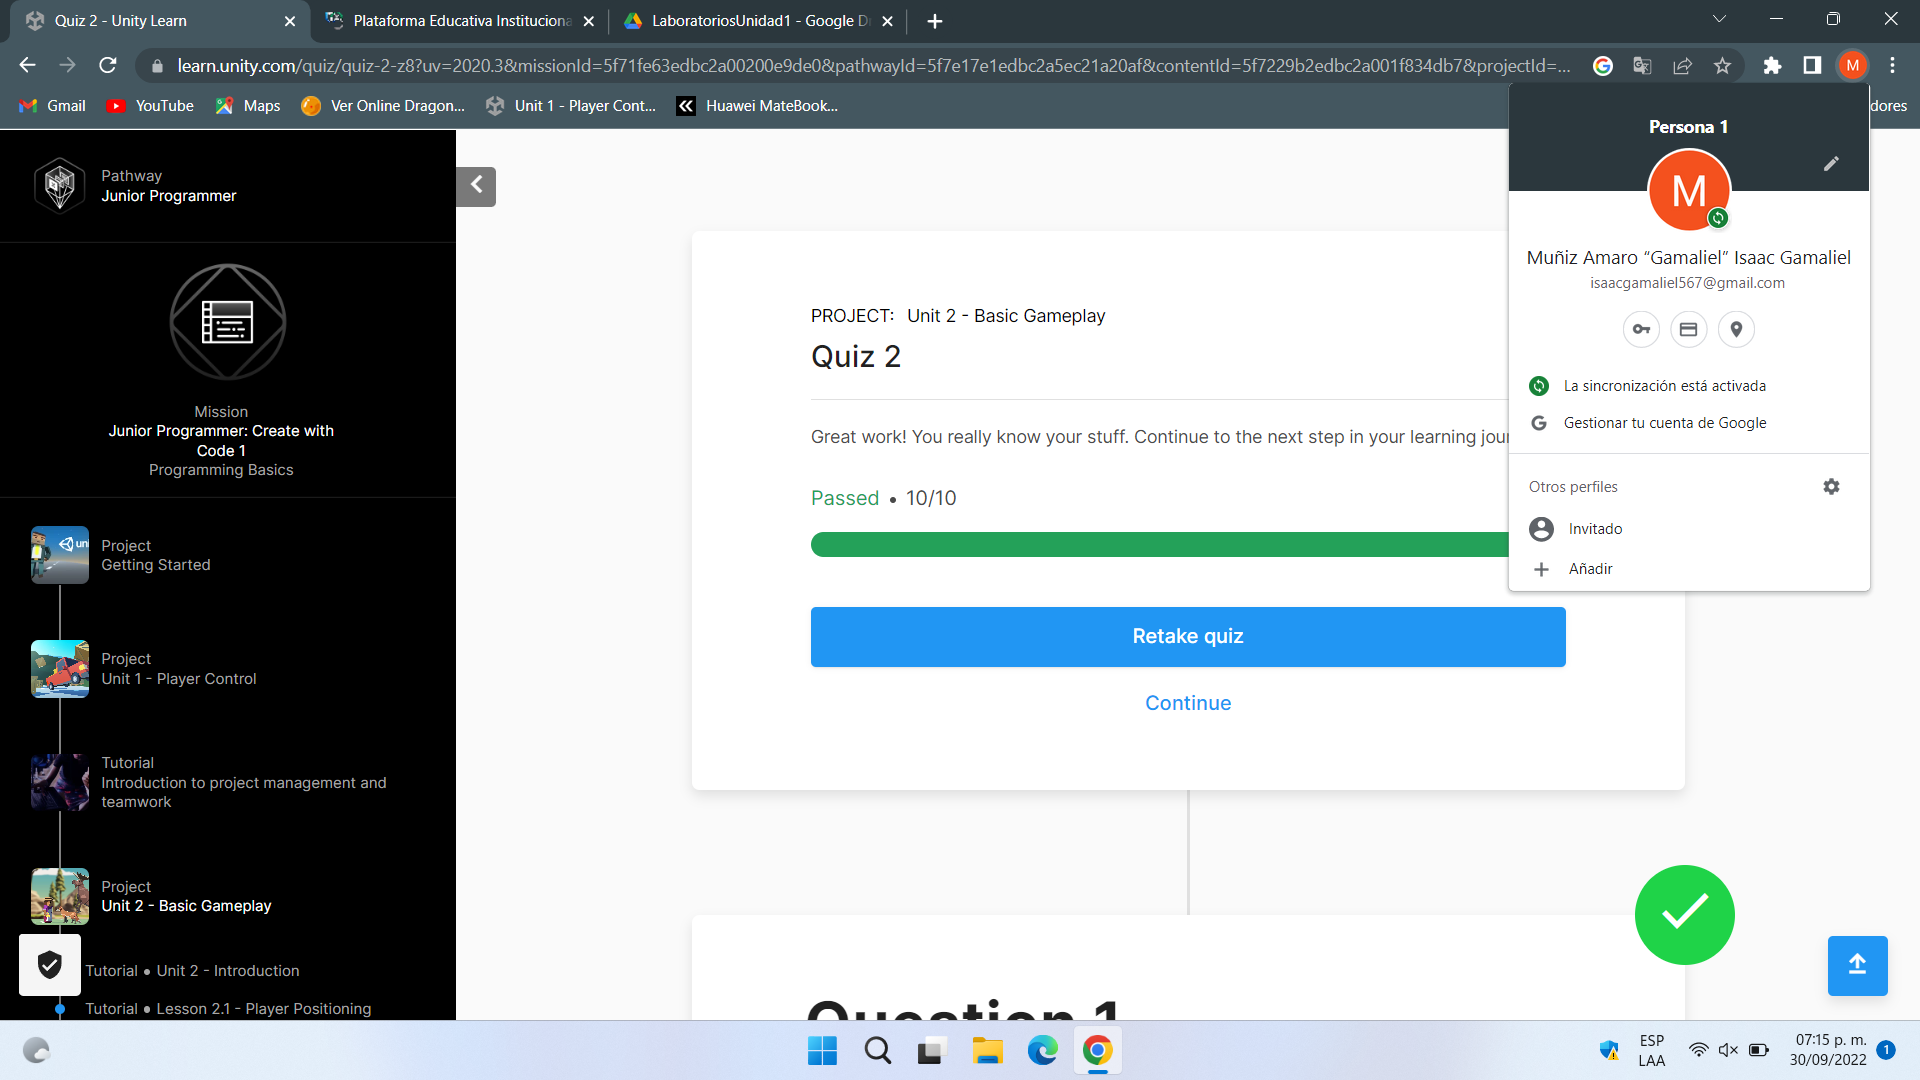 Quiz 2 - Unity Learn
Plataforma Educativa Instituciona
LaboratoriosUnidad1 - Google D
learn.unity.com/quiz/quiz-2-z8?uv=2020.3&missionId=5f71fe63edbc2a00200e9de0&pathwayId=5f7e17e1edbc2a5ec21a20af&contentId=5f7229b2edbc2a001f834db7&projectId=...
M
Gmail
YouTube
Maps
Ver Online Dragon...
Unit 1 - Player Cont...
Huawei MateBook...
dores
Pathway
Junior Programmer
Mission
Junior Programmer: Create with
Code 1
Programming Basics
Project
Getting Started
Project
Unit 1 - Player Control
Tutorial
Introduction to project management and
teamwork
Project
Unit 2 - Basic Gameplay
Tutorial ● Unit 2 - Introduction
Tutorial ● Lesson 2.1 - Player Positioning
PROJECT: Unit 2 - Basic Gameplay
Quiz 2
Great work! You really know your stuff. Continue to the next step in your learning jour
Passed • 10/10
Retake quiz
Continue
Question 1
Persona 1
M
Muñiz Amaro “Gamaliel” Isaac Gamaliel
isaacgamaliel567@gmail.com
La sincronización está activada
Gestionar tu cuenta de Google
Otros perfiles
Invitado
Añadir
ESP
LAA
07:15 p. m.
30/09/2022
1